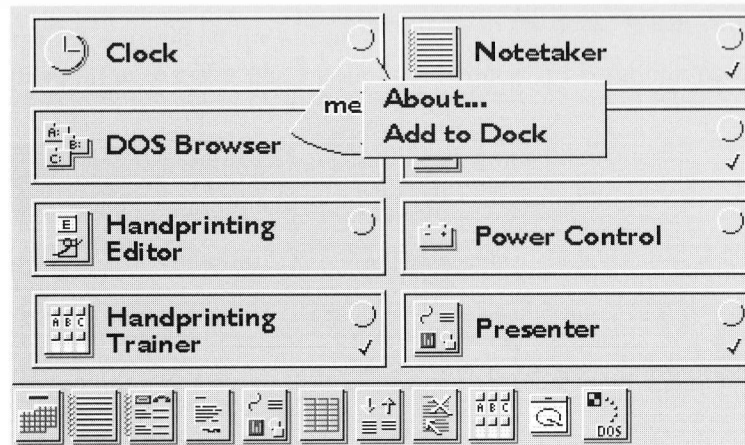 Clock
Notetaker
me
About...
Add to Dock
A:
B:
C:
DOS Browser
E
Handprinting
Editor
Power Control
A B C
Handprinting
Trainer
Presenter
A B C
DOS